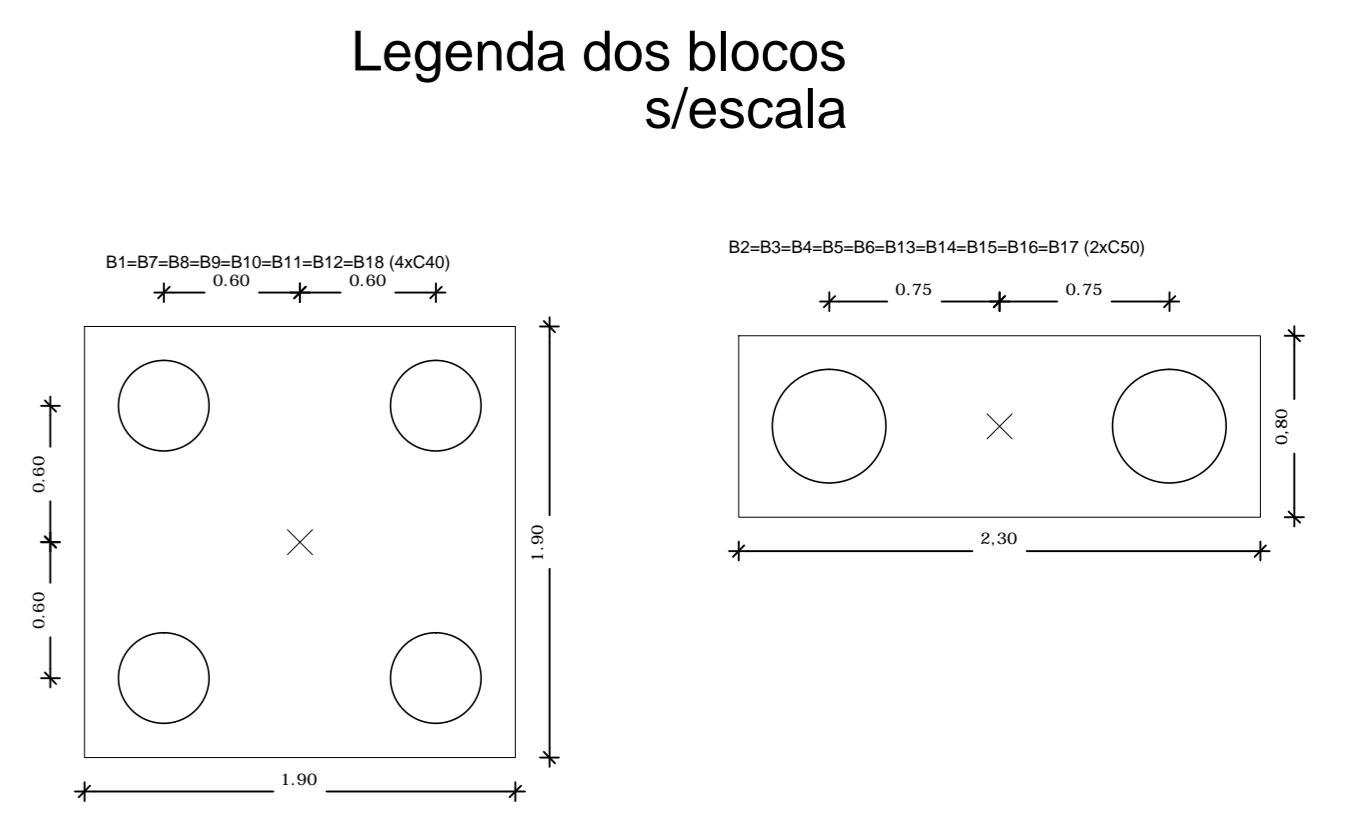 Legenda dos blocos
s/escala
B1=B7=B8=B9=B10=B11=B12=B18 (4xC40)
0.60
0.60
0.60
0.60
1.90
1.90
B2=B3=B4=B5=B6=B13=B14=B15=B16=B17 (2xC50)
0.75
0.75
0,80
2,30